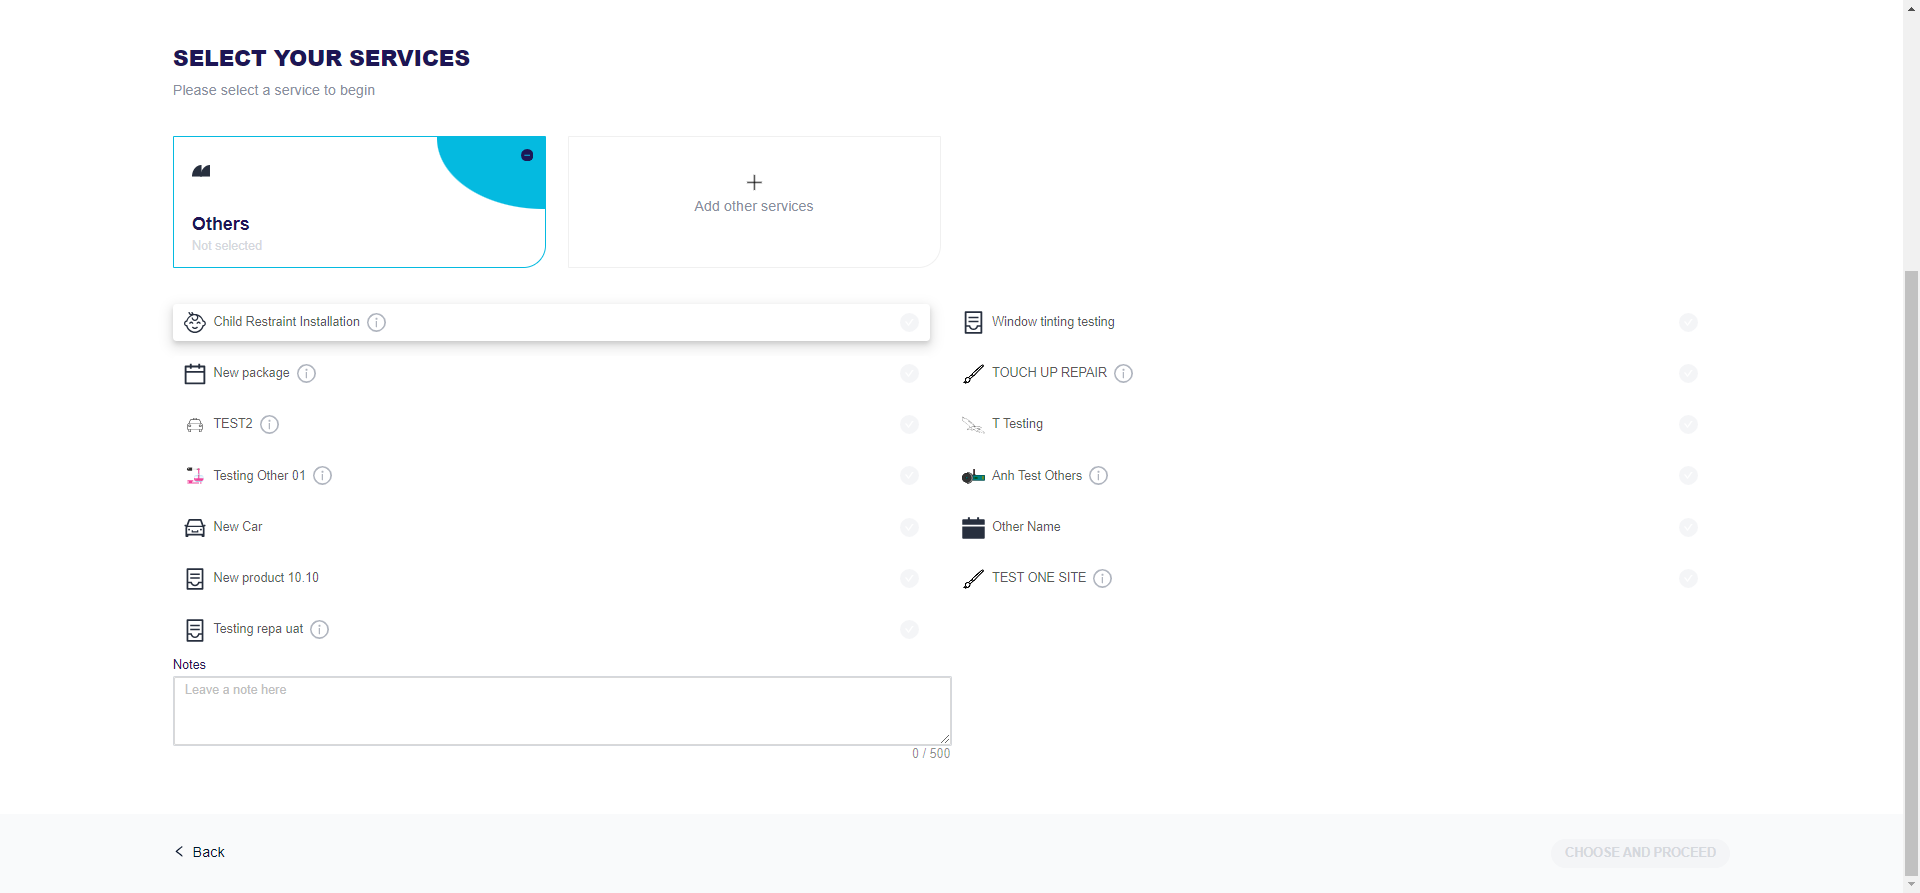 SELECT YOUR SERVICES
Please select a service to begin
Others
Not selected
Add other services
Child Restraint Installation
Window tinting testing
New package
TOUCH UP REPAIR
TEST2
T Testing
Testing Other 01
Anh Test Others
New Car
Other Name
New product 10.10
TEST ONE SITE
Testing repa uat
Notes
Leave a note here
0 / 500
Back
CHOOSE AND PROCEED